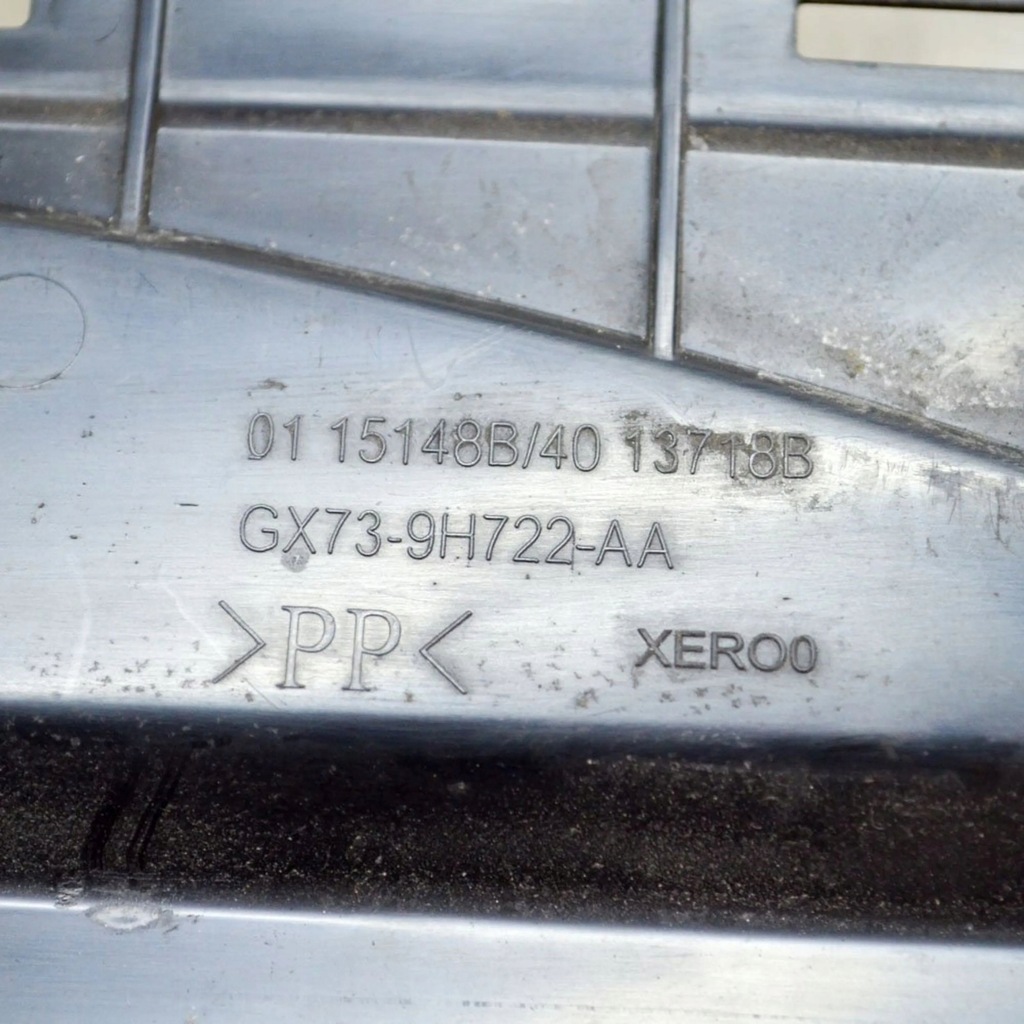 01 15148B/40 13718B
GX73-9H722-AA
>PP<
XERO0